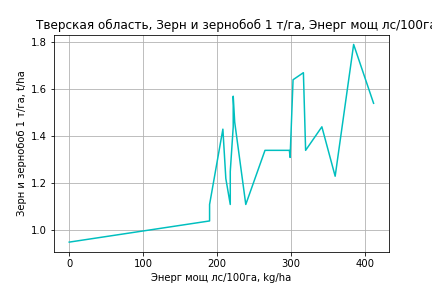 Тверская область, Зерн и зернобоб 1 т/га, Энерг мощ лс/100га
1.8
1.6
1.4
1.2
1.0
Зерн и зернобоб 1 т/га, t/ha
0 100 200 300 400
Энерг мощ лс/100га, kg/ha